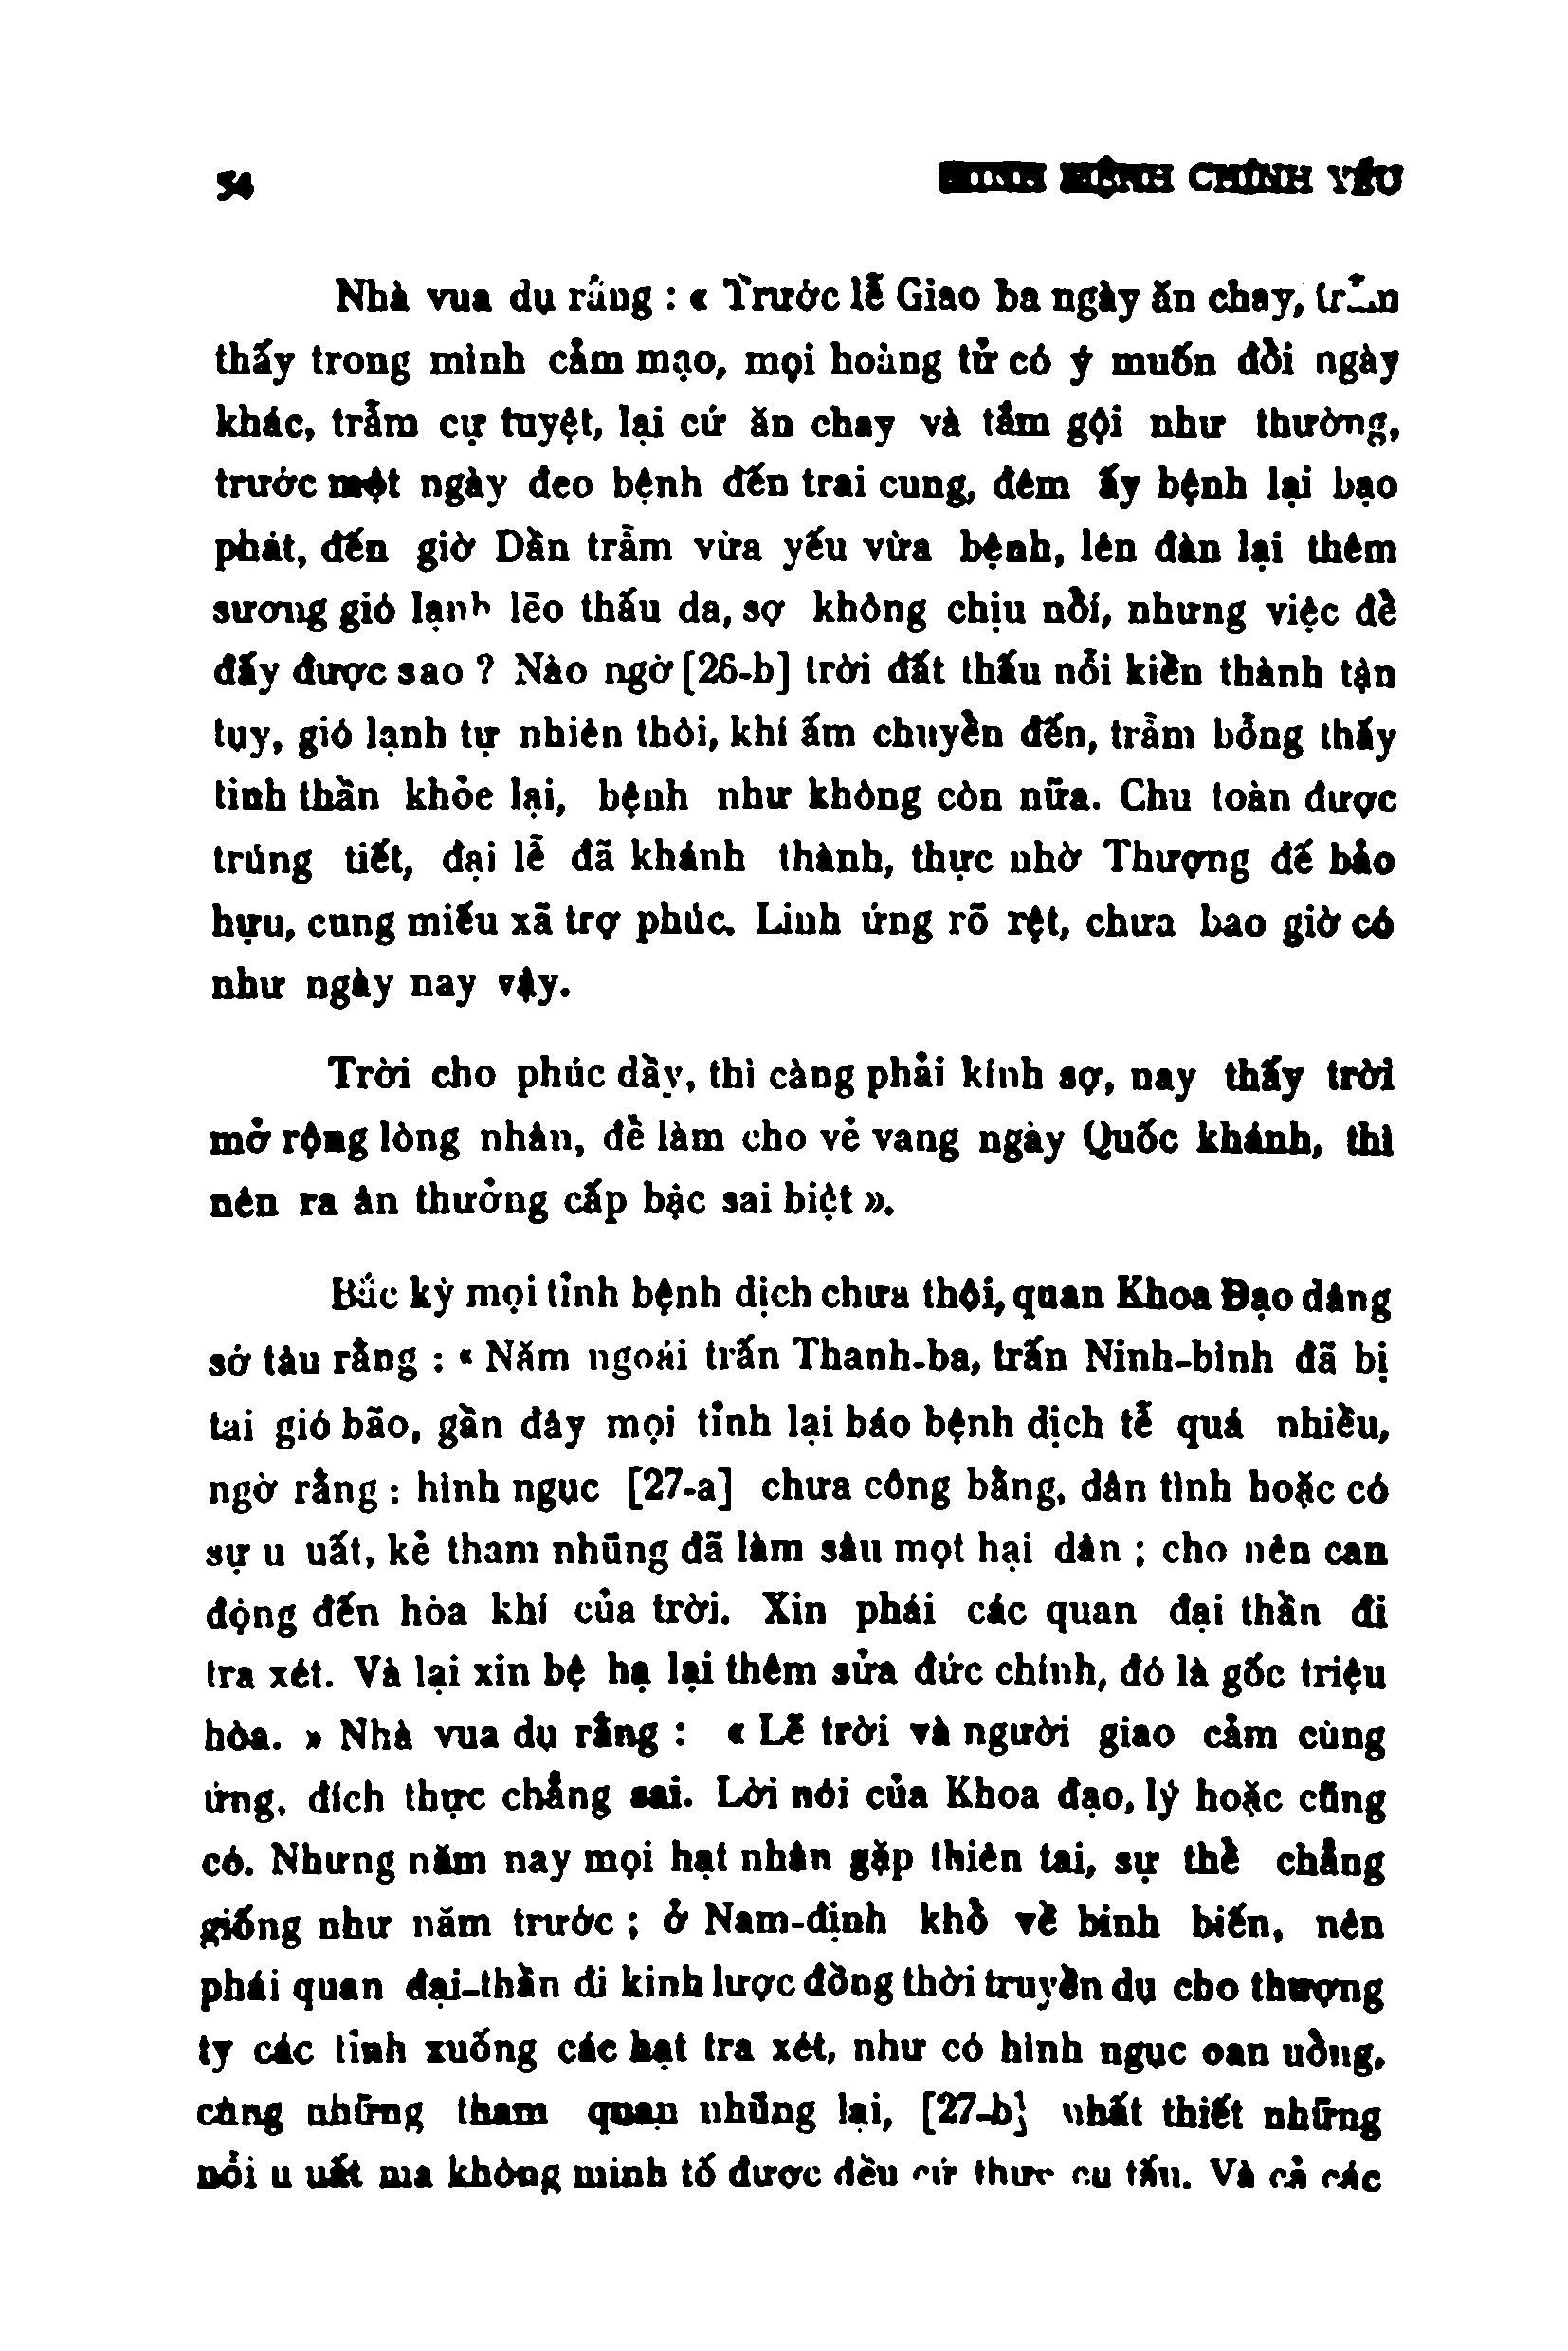 54
MINH MỆNH CHÍNH YẾU
Nhà vua dụ rằng : « Trước lễ Giao ba ngày ăn chay, trẫm
thấy trong mình cảm mạo, mọi hoàng tử có ý muốn đổi ngày
khác, trẫm cự tuyệt, lại cứ ăn chay và tắm gội như thường,
trước một ngày đeo bệnh đến trai cung, đêm ấy bệnh lại bạo
phát, đến giờ Dần trẫm vừa yếu vừa bệnh, lên đàn lại thêm
sương gió lạnh lẽo thấu da, sợ không chịu nổi, nhưng việc để
đấy được sao ? Nào ngờ [26-b] trời đất thấu nỗi kiền thành tận
tụy, gió lạnh tự nhiên thôi, khí ấm chuyển đến, trẫm bỗng thấy
tinh thần khỏe lại, bệnh như không còn nữa. Chu toàn được
trúng tiết, đại lễ đã khánh thành, thực nhờ Thượng đế bảo
hựu, cung miếu xã trợ phúc. Linh ứng rõ rệt, chưa bao giờ có
như ngày nay vậy.
Trời cho phúc dầy, thì càng phải kính sợ, nay thấy trời
mở rộng lòng nhân, để làm cho vẻ vang ngày Quốc khánh, thì
nên ra ân thưởng cấp bậc sai biệt ».
Bắc kỳ mọi tỉnh bệnh dịch chưa thôi, quan Khoa Đạo dâng
sớ tâu rằng : « Năm ngoái trấn Thanh-ba, trấn Ninh-bình đã bị
tai gió bão, gần đây mọi tỉnh lại báo bệnh dịch tễ quá nhiều,
ngờ rằng : hình ngục [27-a] chưa công bằng, dân tình hoặc có
sự u uất, kẻ tham nhũng đã làm sâu mọt hại dân ; cho nên can
động đến hòa khí của trời. Xin phái các quan đại thần đi
tra xét. Và lại xin bệ hạ lại thêm sửa đức chính, đó là gốc triệu
hòa. » Nhà vua dụ rằng : « Lẽ trời và người giao cảm cùng
ứng, đích thực chẳng sai. Lời nói của Khoa đạo, lý hoặc cũng
có. Nhưng năm nay mọi hạt nhân gặp thiên tai, sự thể chẳng
giống như năm trước ; ở Nam-định khổ về binh biến, nên
phái quan đại-thần đi kinh lược đồng thời truyền dụ cho thượng
ty các tỉnh xuống các hạt tra xét, như có hình ngục oan uổng,
cùng những tham quan nhũng lại, [27-b] nhất thiết những
nỗi u uất mà không minh tố được đều cứ thực cụ tấu. Và cả các